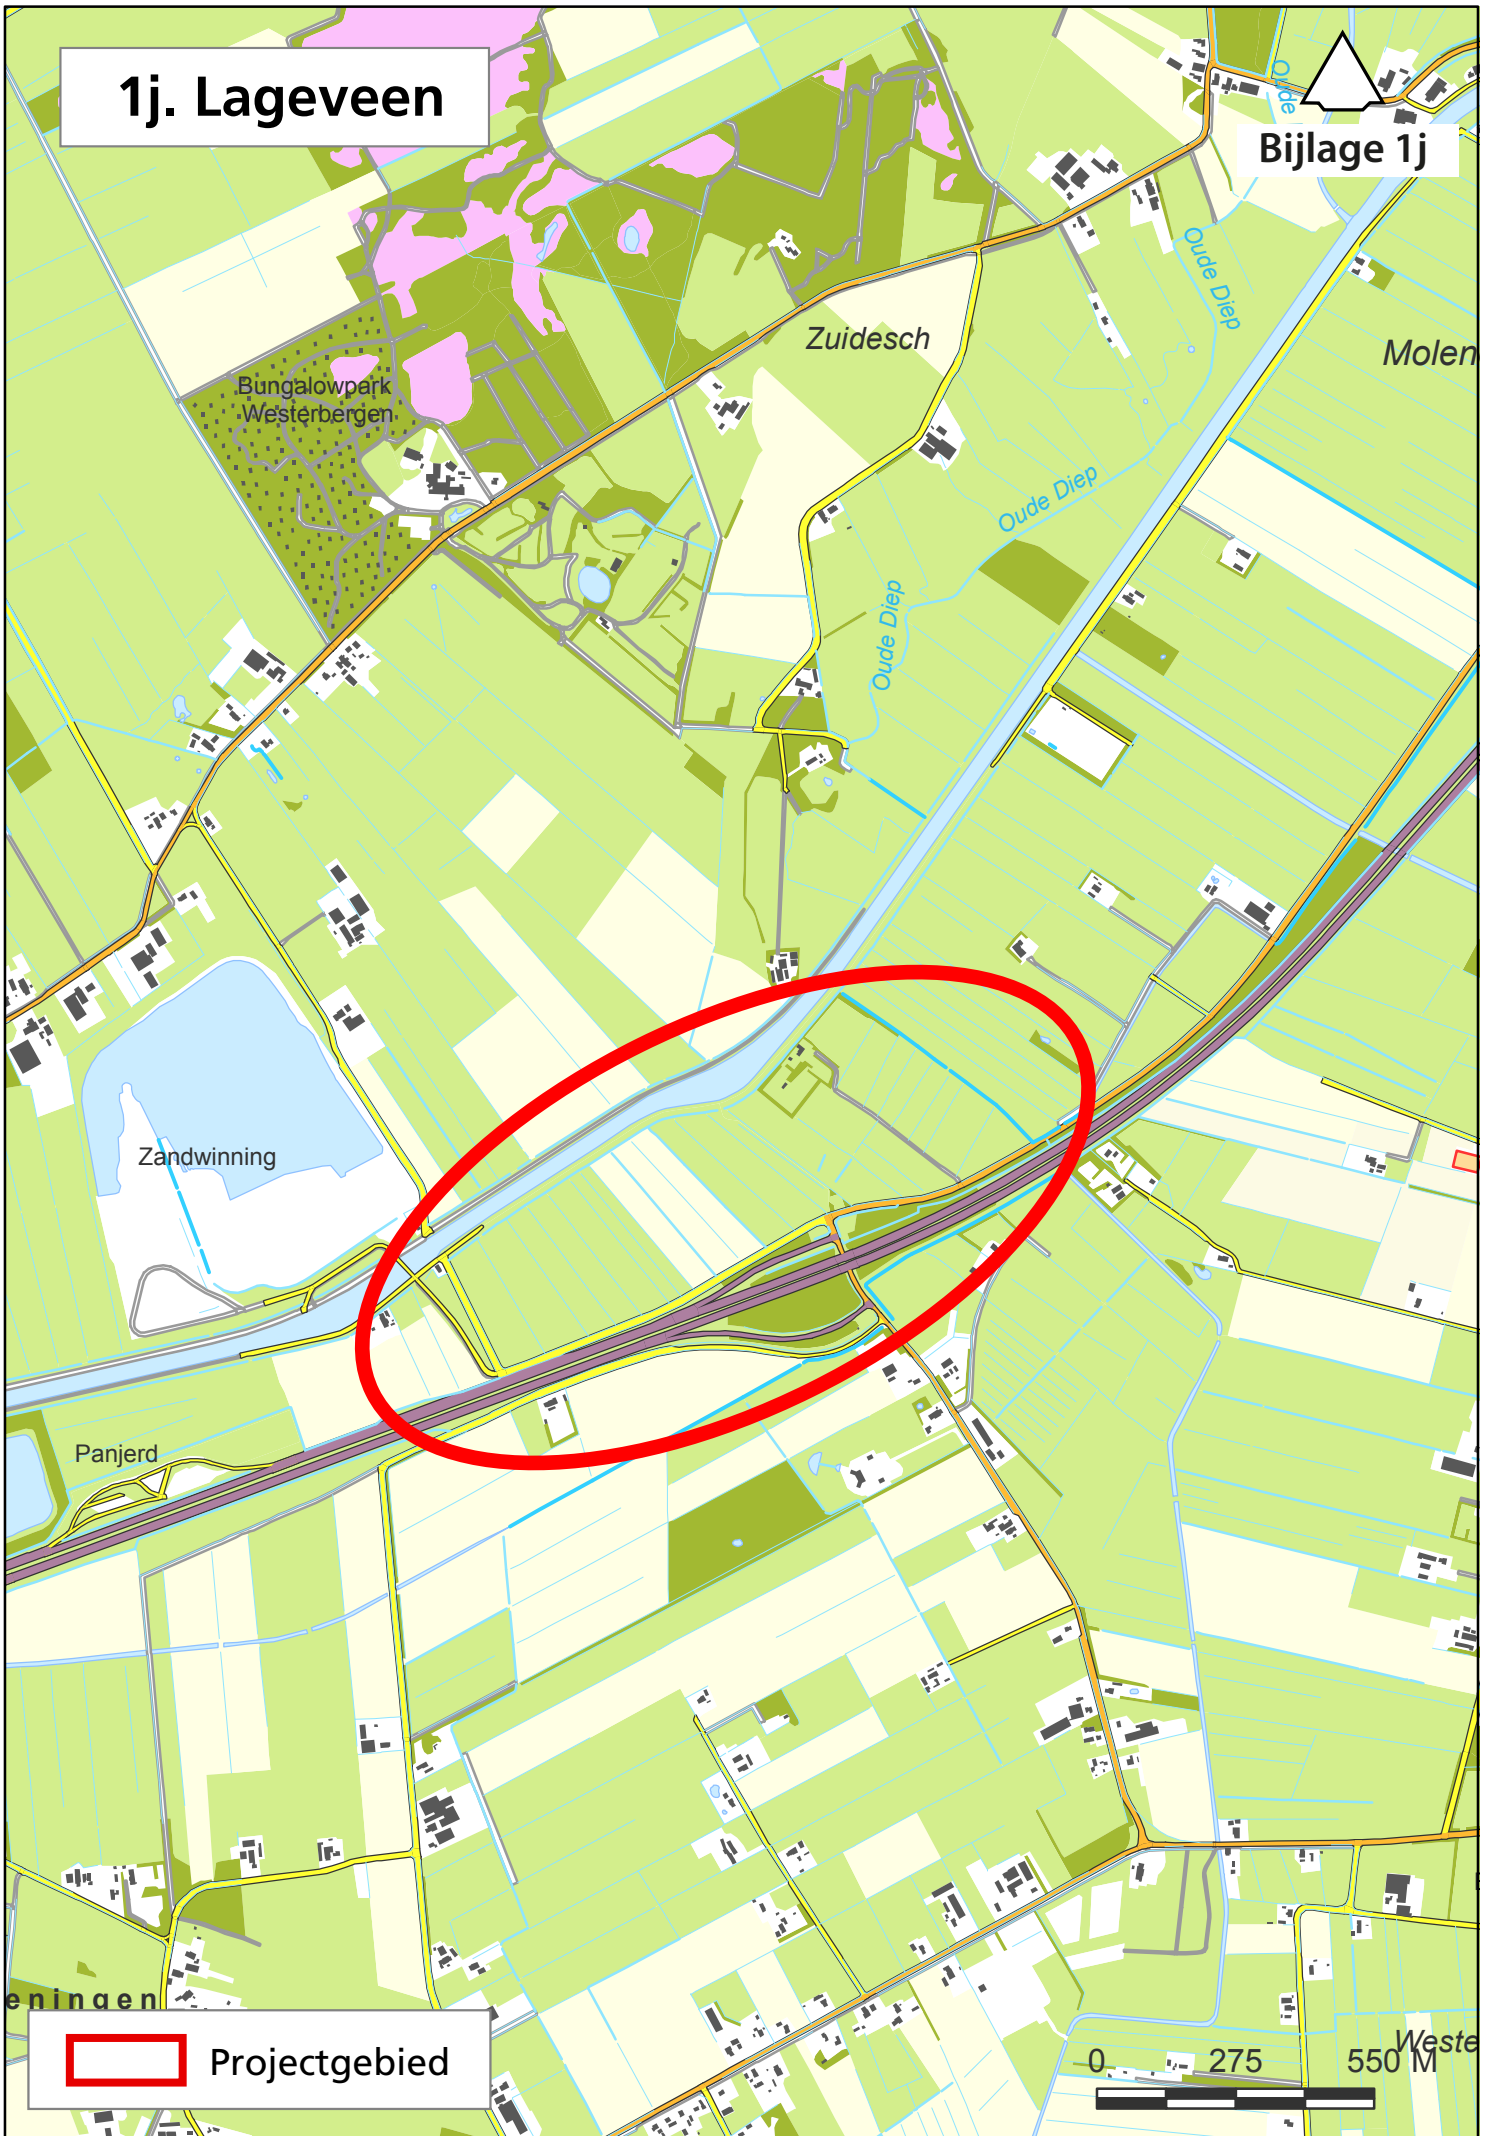 1j. Lageveen
Oude
Bijlage 1j
Oude Diep
Zuidesch
Molen
Bungalowpark
Westerbergen
Oude Diep
Oude Diep
Zandwinning
Panjerd
eningen
Projectgebied
Weste
0 275 550 M